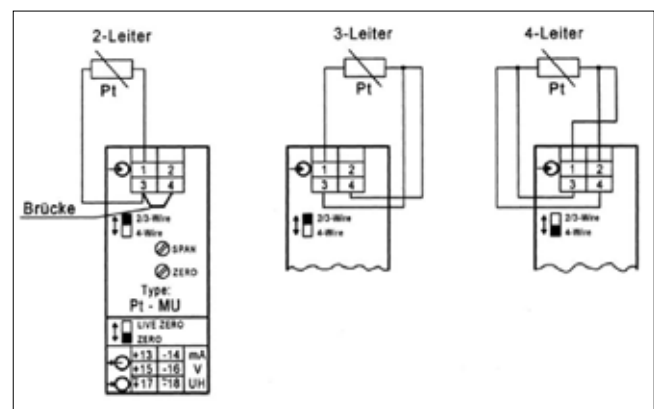 2-Leiter
3-Leiter
4-Leiter
Pt
Pt
Pt
1 2
3 4
1 2
3 4
1 2
3 4
Brücke
2/3-Wire
4-Wire
2/3-Wire
4-Wire
2/3-Wire
4-Wire
SPAN
ZERO
Type:
Pt - MU
LIVE ZERO
ZERO
+13 -14 mA
+15 -16 V
+17 -18 UH